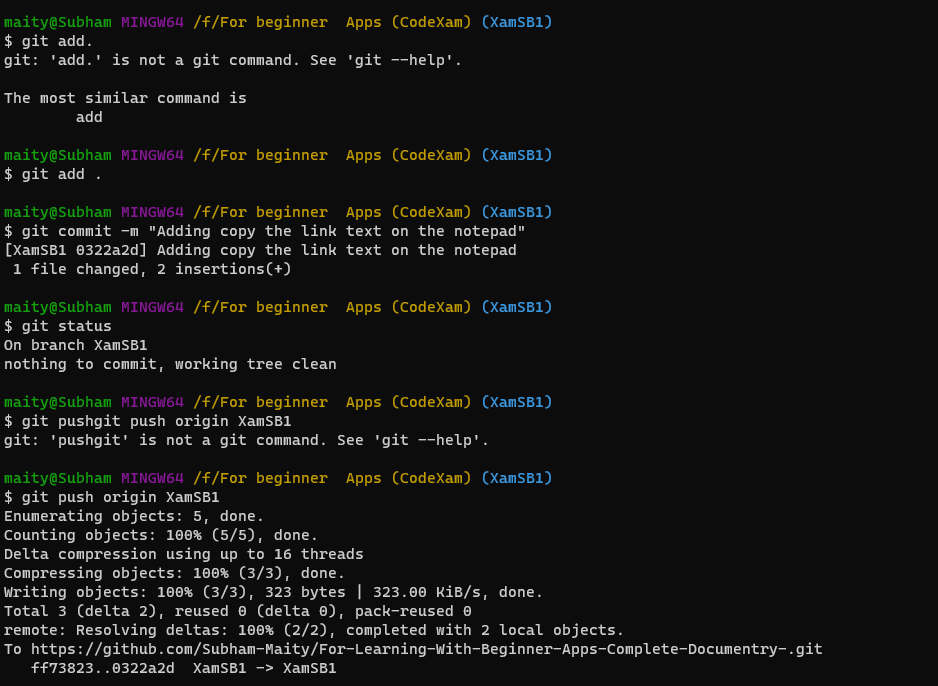 maity@Subham MINGW64 /f/For beginner  Apps (CodeXam) (XamSB1)
$ git add.
git: 'add.' is not a git command. See 'git --help'.
The most similar command is
        add
maity@Subham MINGW64 /f/For beginner  Apps (CodeXam) (XamSB1)
$ git add .
maity@Subham MINGW64 /f/For beginner  Apps (CodeXam) (XamSB1)
$ git commit -m "Adding copy the link text on the notepad"
[XamSB1 0322a2d] Adding copy the link text on the notepad
 1 file changed, 2 insertions(+)
maity@Subham MINGW64 /f/For beginner  Apps (CodeXam) (XamSB1)
$ git status
On branch XamSB1
nothing to commit, working tree clean
maity@Subham MINGW64 /f/For beginner  Apps (CodeXam) (XamSB1)
$ git pushgit push origin XamSB1
git: 'pushgit' is not a git command. See 'git --help'.
maity@Subham MINGW64 /f/For beginner  Apps (CodeXam) (XamSB1)
$ git push origin XamSB1
Enumerating objects: 5, done.
Counting objects: 100% (5/5), done.
Delta compression using up to 16 threads
Compressing objects: 100% (3/3), done.
Writing objects: 100% (3/3), 323 bytes | 323.00 KiB/s, done.
Total 3 (delta 2), reused 0 (delta 0), pack-reused 0
remote: Resolving deltas: 100% (2/2), completed with 2 local objects.
To https://github.com/Subham-Maity/For-Learning-With-Beginner-Apps-Complete-Documentry-.git
   ff73823..0322a2d  XamSB1 -> XamSB1